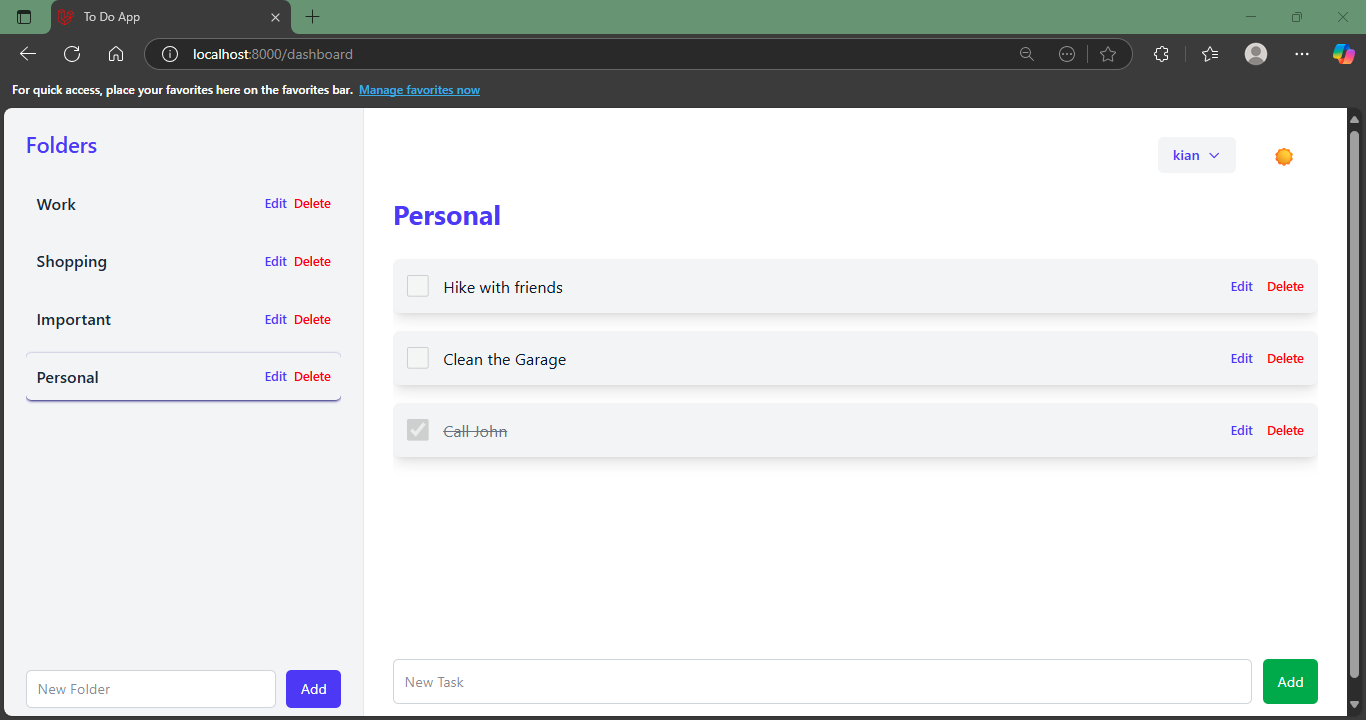 To Do App
localhost:8000/dashboard
For quick access, place your favorites here on the favorites bar. Manage favorites now
Folders
Work Edit Delete
Shopping Edit Delete
Important Edit Delete
Personal Edit Delete
New Folder Add
kian
Personal
Hike with friends Edit Delete
Clean the Garage Edit Delete
Call John Edit Delete
New Task Add